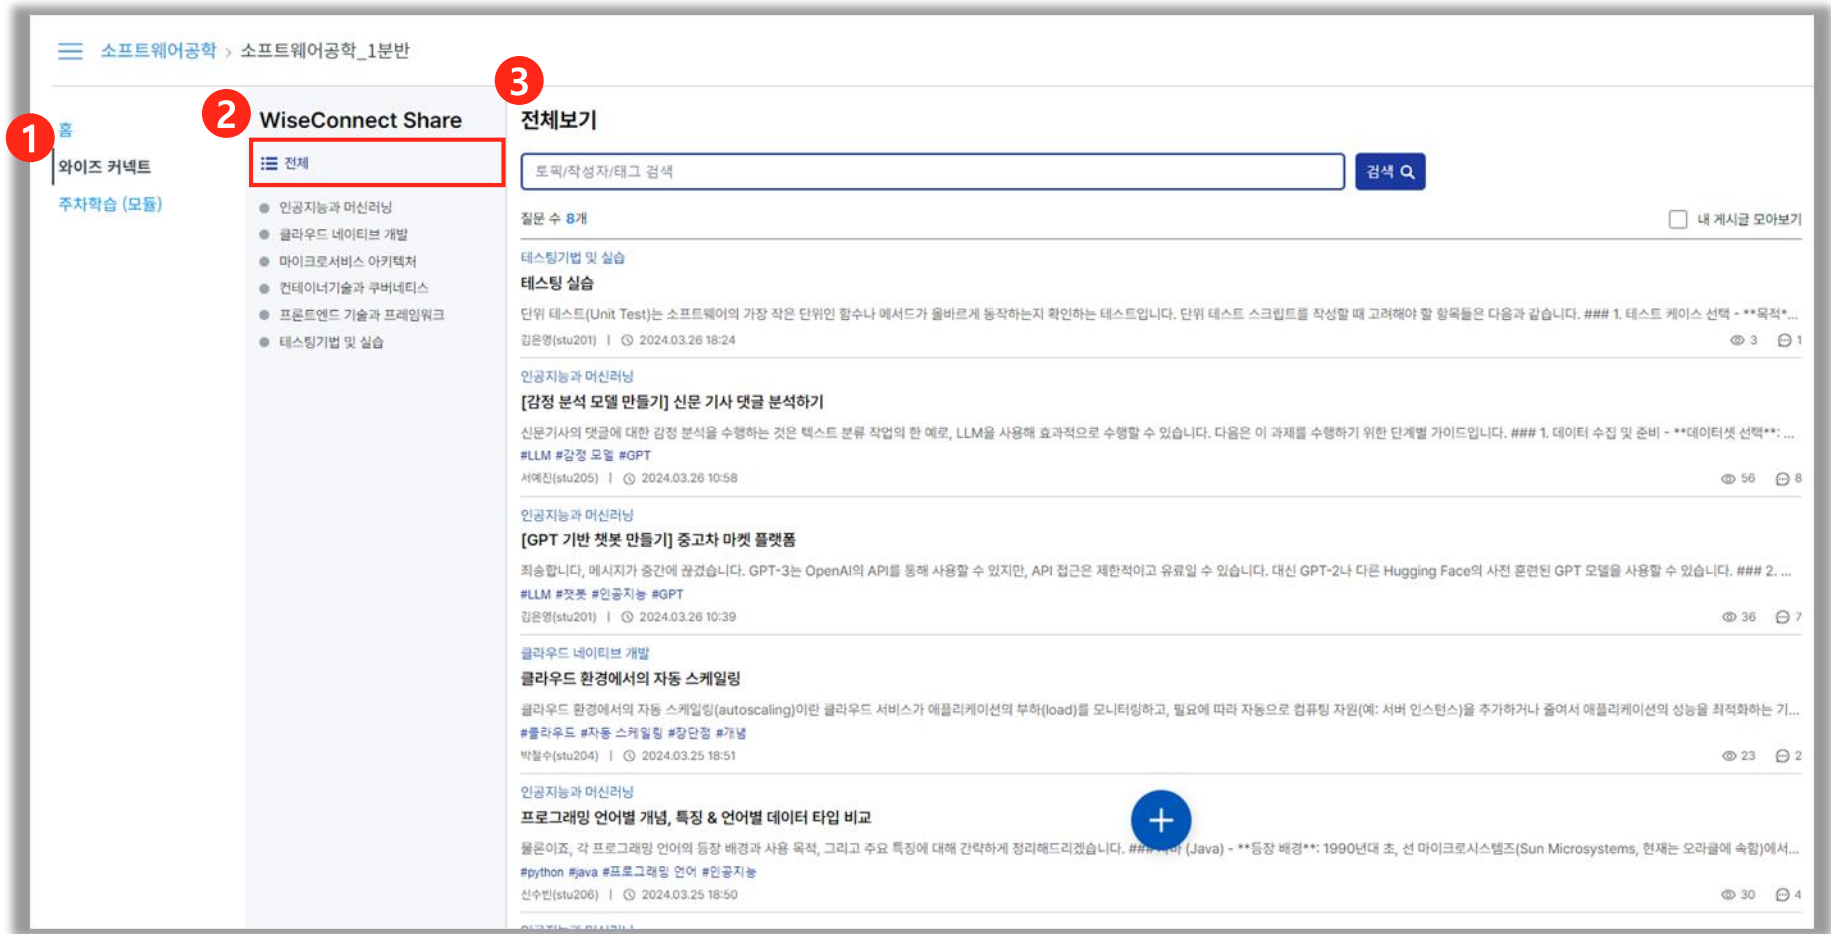 소프트웨어공학 > 소프트웨어공학_1분반
1
홈
와이즈 커넥트
주차학습 (모듈)
2
WiseConnect Share
전체
인공지능과 머신러닝
클라우드 네이티브 개발
마이크로서비스 아키텍처
컨테이너기술과 쿠버네티스
프론트엔드 기술과 프레임워크
테스팅기법 및 실습
3
전체보기
토픽/작성자/태그 검색
검색
질문 수 8개
내 게시글 모아보기
테스팅기법 및 실습
테스팅 실습
단위 테스트(Unit Test)는 소프트웨어의 가장 작은 단위인 함수나 메서드가 올바르게 동작하는지 확인하는 테스트입니다. 단위 테스트 스크립트를 작성할 때 고려해야 할 항목들은 다음과 같습니다. ### 1. 테스트 케이스 선택 - **목적*...
김은영(stu201) | 2024.03.26 18:24
3 1
인공지능과 머신러닝
[감정 분석 모델 만들기] 신문 기사 댓글 분석하기
신문기사의 댓글에 대한 감정 분석을 수행하는 것은 텍스트 분류 작업의 한 예로, LLM을 사용해 효과적으로 수행할 수 있습니다. 다음은 이 과제를 수행하기 위한 단계별 가이드입니다. ### 1. 데이터 수집 및 준비 - **데이터셋 선택**: ...
#LLM #감정 모델 #GPT
서예진(stu205) | 2024.03.26 10:58
56 8
인공지능과 머신러닝
[GPT 기반 챗봇 만들기] 중고차 마켓 플랫폼
죄송합니다, 메시지가 중간에 끊겼습니다. GPT-3는 OpenAI의 API를 통해 사용할 수 있지만, API 접근은 제한적이고 유료일 수 있습니다. 대신 GPT-2나 다른 Hugging Face의 사전 훈련된 GPT 모델을 사용할 수 있습니다. ### 2. ...
#LLM #챗봇 #인공지능 #GPT
김은영(stu201) | 2024.03.26 10:39
36 7
클라우드 네이티브 개발
클라우드 환경에서의 자동 스케일링
클라우드 환경에서의 자동 스케일링(autoscaling)이란 클라우드 서비스가 애플리케이션의 부하(load)를 모니터링하고, 필요에 따라 자동으로 컴퓨팅 자원(예: 서버 인스턴스)을 추가하거나 줄여서 애플리케이션의 성능을 최적화하는 기...
#클라우드 #자동 스케일링 #장단점 #개념
박철수(stu204) | 2024.03.25 18:51
23 2
인공지능과 머신러닝
프로그래밍 언어별 개념, 특징 & 언어별 데이터 타입 비교
물론이죠, 각 프로그래밍 언어의 등장 배경과 사용 목적, 그리고 주요 특징에 대해 간략하게 정리해드리겠습니다. ### (Java) - **등장 배경**: 1990년대 초, 선 마이크로시스템즈(Sun Microsystems, 현재는 오라클에 속함)에서...
#python #java #프로그래밍 언어 #인공지능
신수빈(stu206) | 2024.03.25 18:50
30 4